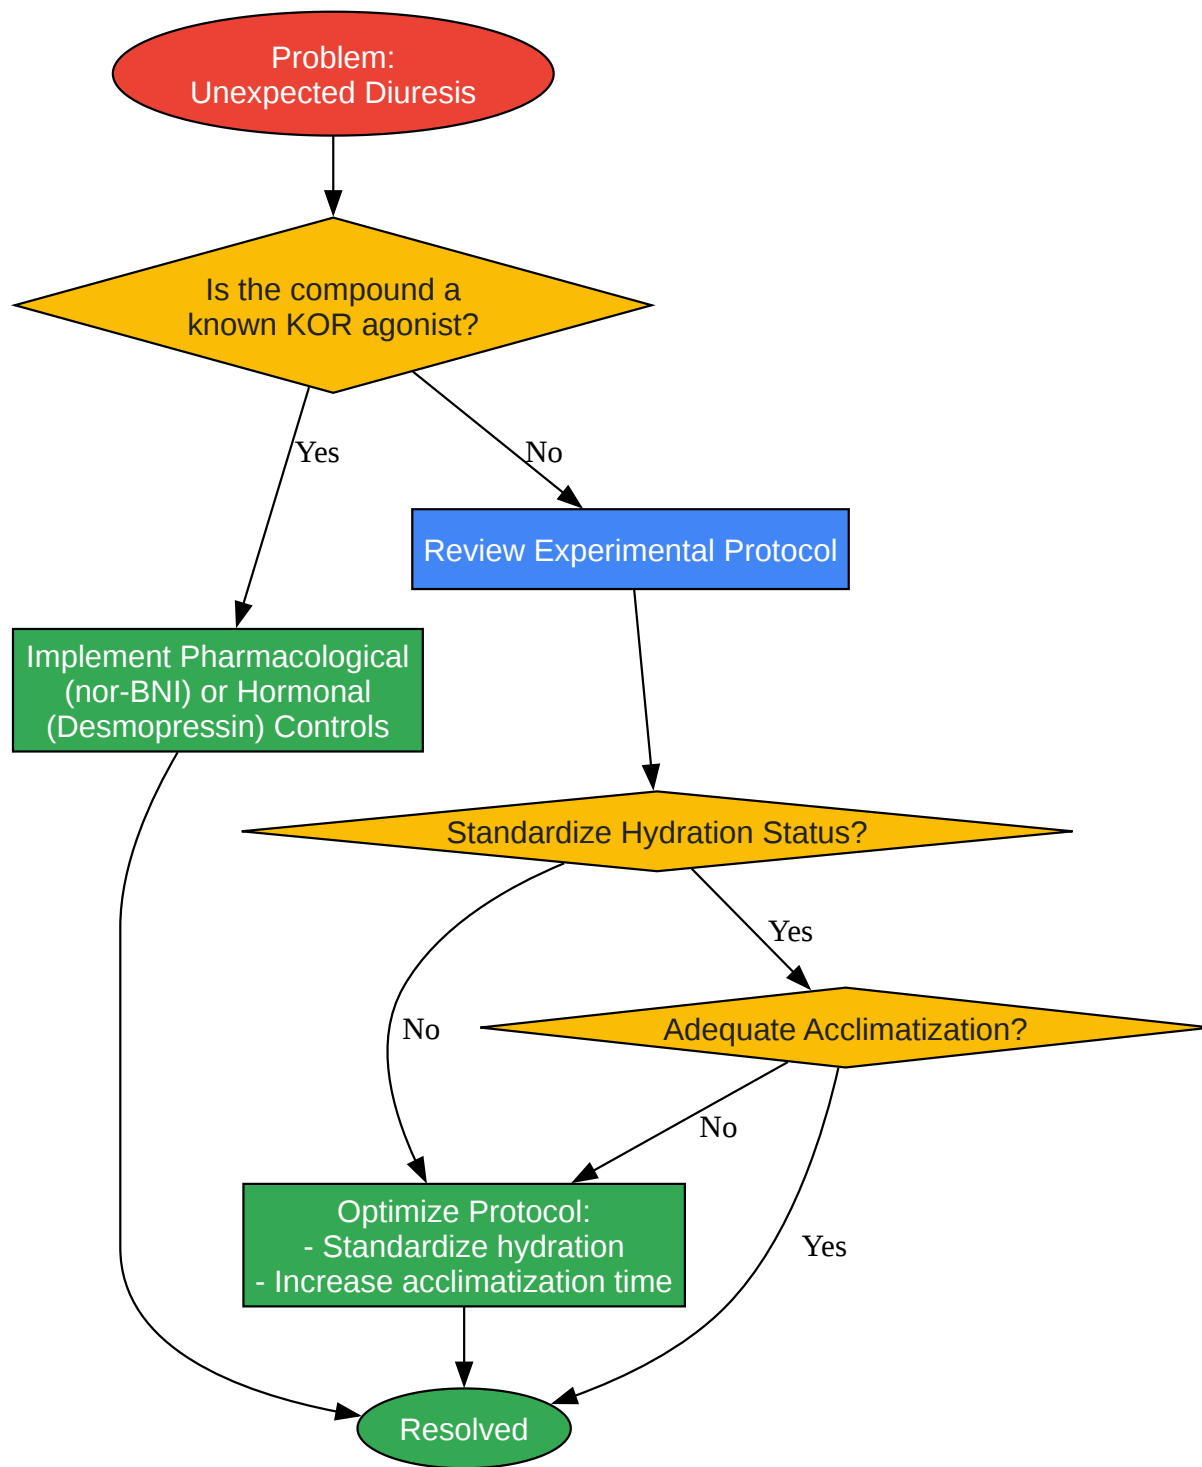 Problem:
Unexpected Diuresis
Is the compound a
known KOR agonist?
Yes
No
Review Experimental Protocol
Implement Pharmacological
(nor-BNI) or Hormonal
(Desmopressin) Controls
Standardize Hydration Status?
Yes
No
Adequate Acclimatization?
No
Yes
Optimize Protocol:
- Standardize hydration
- Increase acclimatization time
Resolved